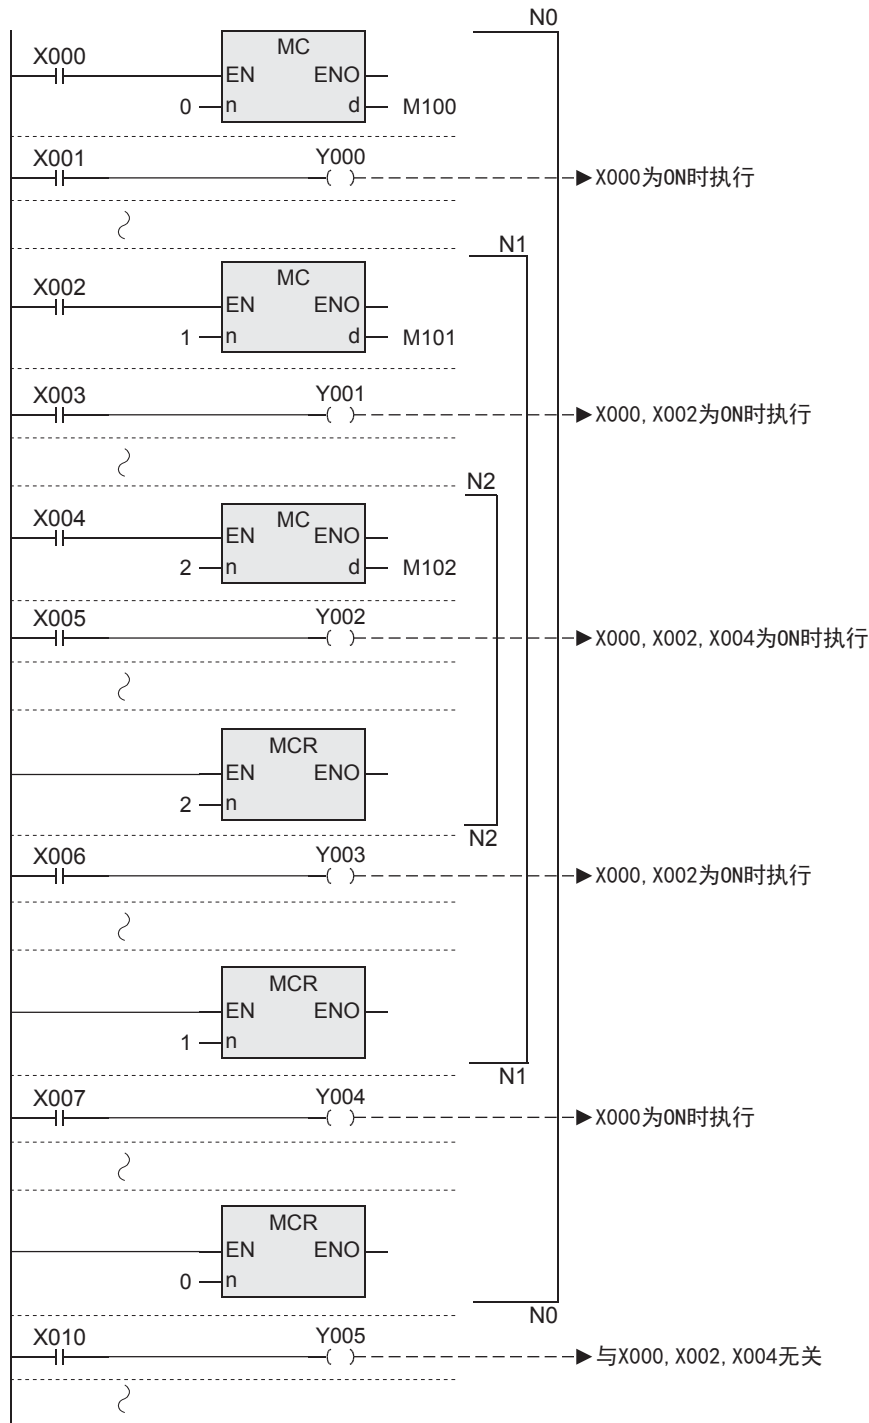 N0
X000
MC
EN ENO
0 n d M100
X001 Y000 X000为ON时执行
N1
X002
MC
EN ENO
1 n d M101
X003 Y001 X000,X002为ON时执行
N2
X004
MC
EN ENO
2 n d M102
X005 Y002 X000,X002,X004为ON时执行
MCR
EN ENO
2 n
N2
X006 Y003 X000,X002为ON时执行
MCR
EN ENO
1 n
N1
X007 Y004 X000为ON时执行
MCR
EN ENO
0 n
N0
X010 Y005 与X000,X002,X004无关